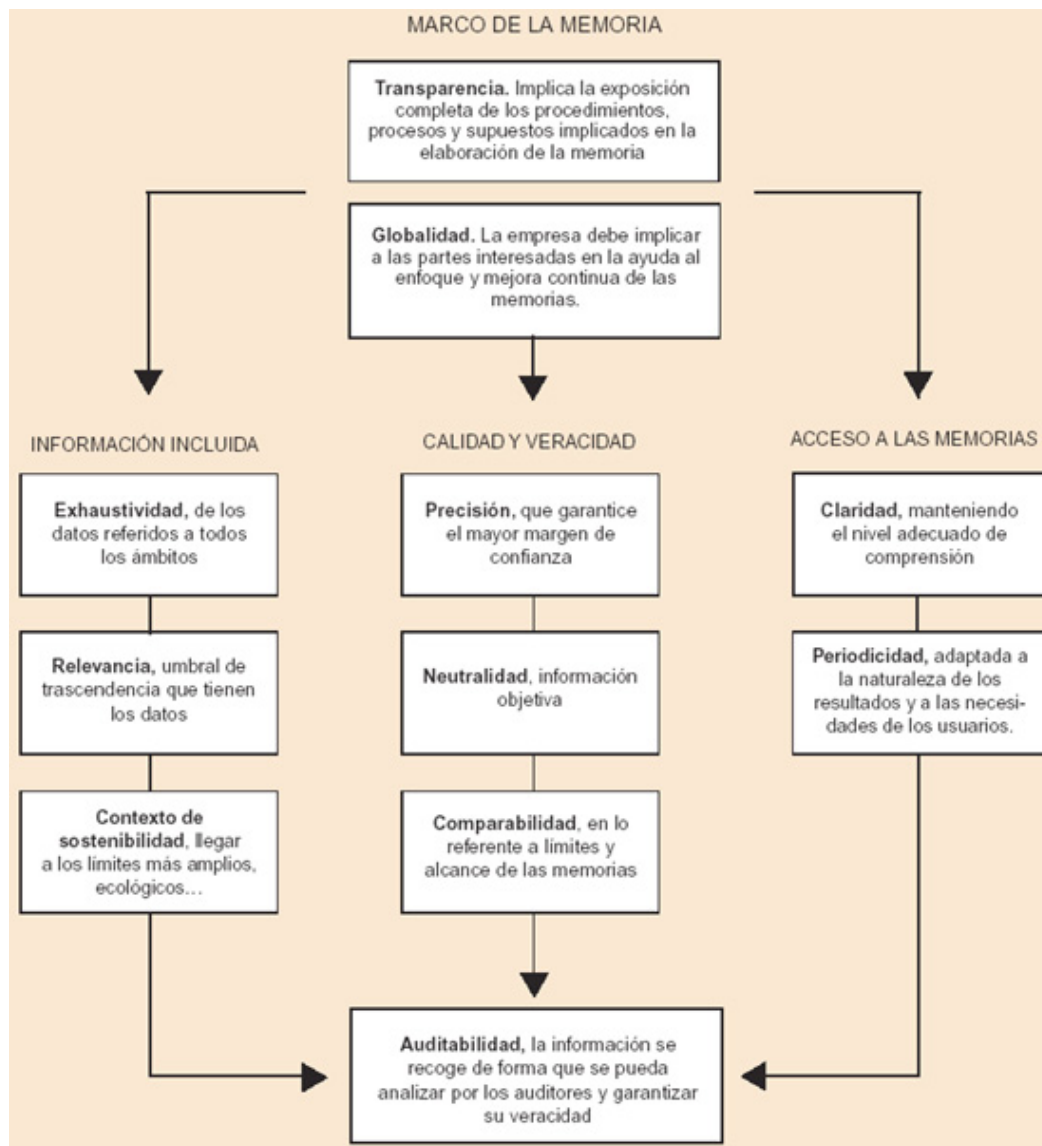 MARCO DE LA MEMORIA
Transparencia. Implica la exposición
completa de los procedimientos,
procesos y supuestos implicados en la
elaboración de la memoria
Globalidad. La empresa debe implicar
a las partes interesadas en la ayuda al
enfoque y mejora continua de las
memorias.
INFORMACIÓN INCLUIDA
Exhaustividad, de los
datos referidos a todos
los ámbitos
Relevancia, umbral de
trascendencia que tienen
los datos
Contexto de
sostenibilidad, llegar
a los límites más amplios,
ecológicos...
CALIDAD Y VERACIDAD
Precisión, que garantice
el mayor margen de
confianza
Neutralidad, información
objetiva
Comparabilidad, en lo
referente a límites y
alcance de las memorias
ACCESO A LAS MEMORIAS
Claridad, manteniendo
el nivel adecuado de
comprensión
Periodicidad, adaptada a
la naturaleza de los
resultados y a las necesi-
dades de los usuarios.
Auditabilidad, la información se
recoge de forma que se pueda
analizar por los auditores y garantizar
su veracidad